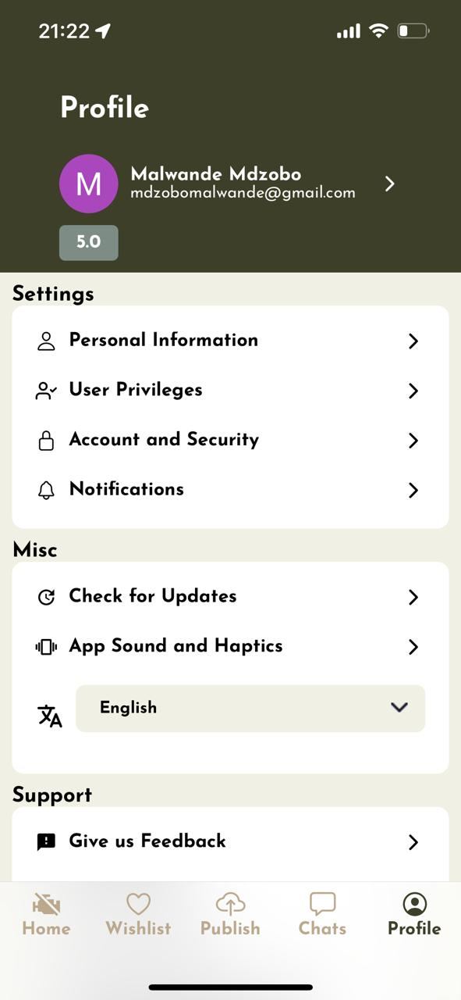 21:22
Profile
M
Malwande Mdzobo
mdzobomalwande@gmail.com
5.0
Settings
Personal Information
User Privileges
Account and Security
Notifications
Misc
Check for Updates
App Sound and Haptics
English
Support
Give us Feedback
Home Wishlist Publish Chats Profile